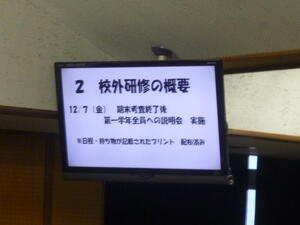 2 校外研修の概要
12/7（金） 期末考査終了後
第一学年全員への説明会 実施
※日程・持ち物が記載されたプリント 配布済み